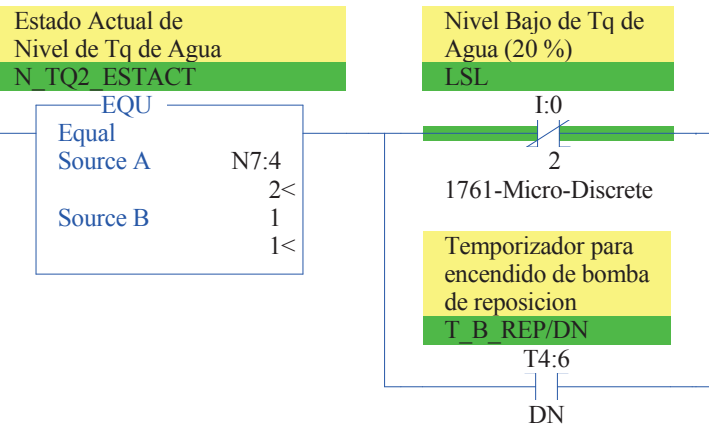 Estado Actual de
Nivel de Tq de Agua
N_TQ2_ESTACT
EQU
Equal
Source A N7:4
2<
Source B 1
1<
Nivel Bajo de Tq de
Agua (20 %)
LSL
I:0
2
1761-Micro-Discrete
Temporizador para
encendido de bomba
de reposicion
T_B_REP/DN
T4:6
DN